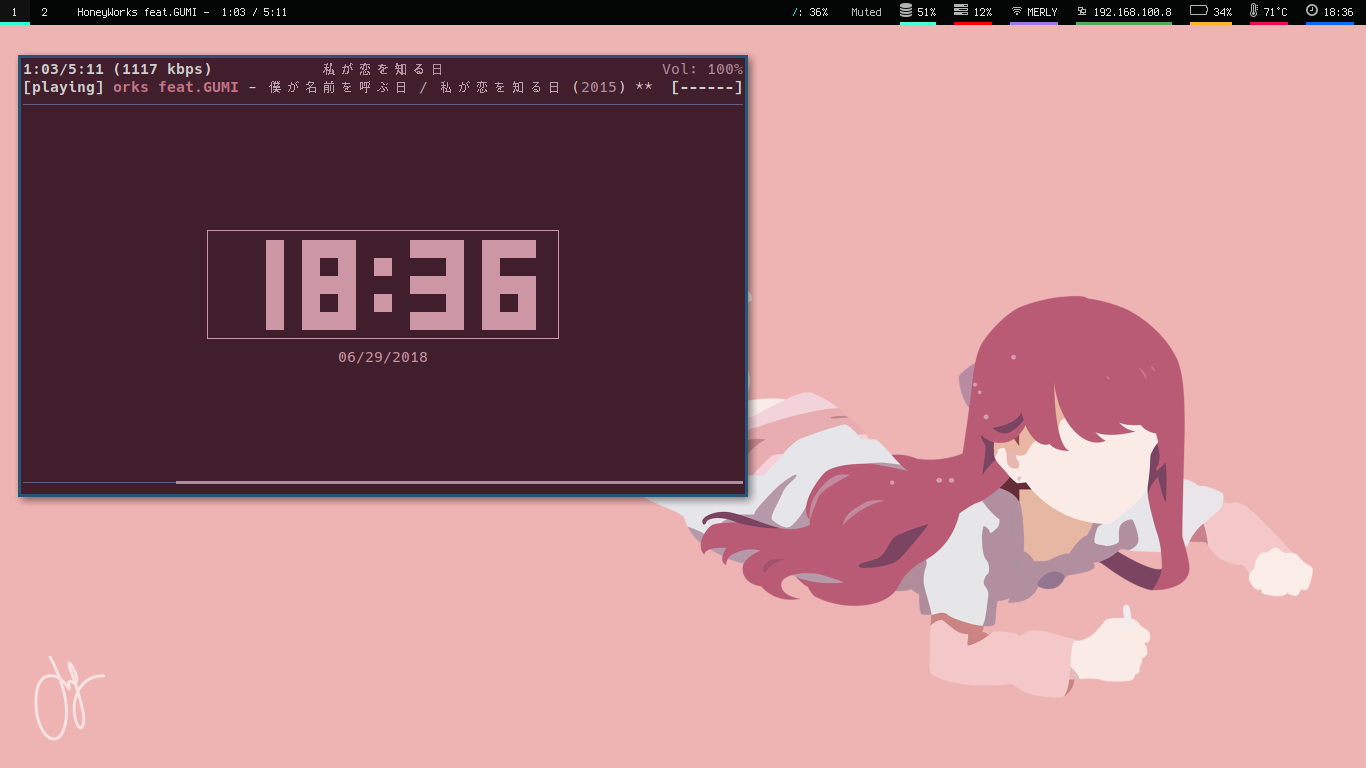 1 2 HoneyWorks feat.GUMI - 1:03 / 5:11 /: 36% Muted 51% 12% MERLY 192.168.100.8 34% 71°C 18:36
1:03/5:11 (1117 kbps) 私が恋を知る日 Vol: 100%
[playing] orks feat.GUMI - 僕が名前を呼ぶ日 / 私が恋を知る日 (2015) ** [------]
18:36
06/29/2018